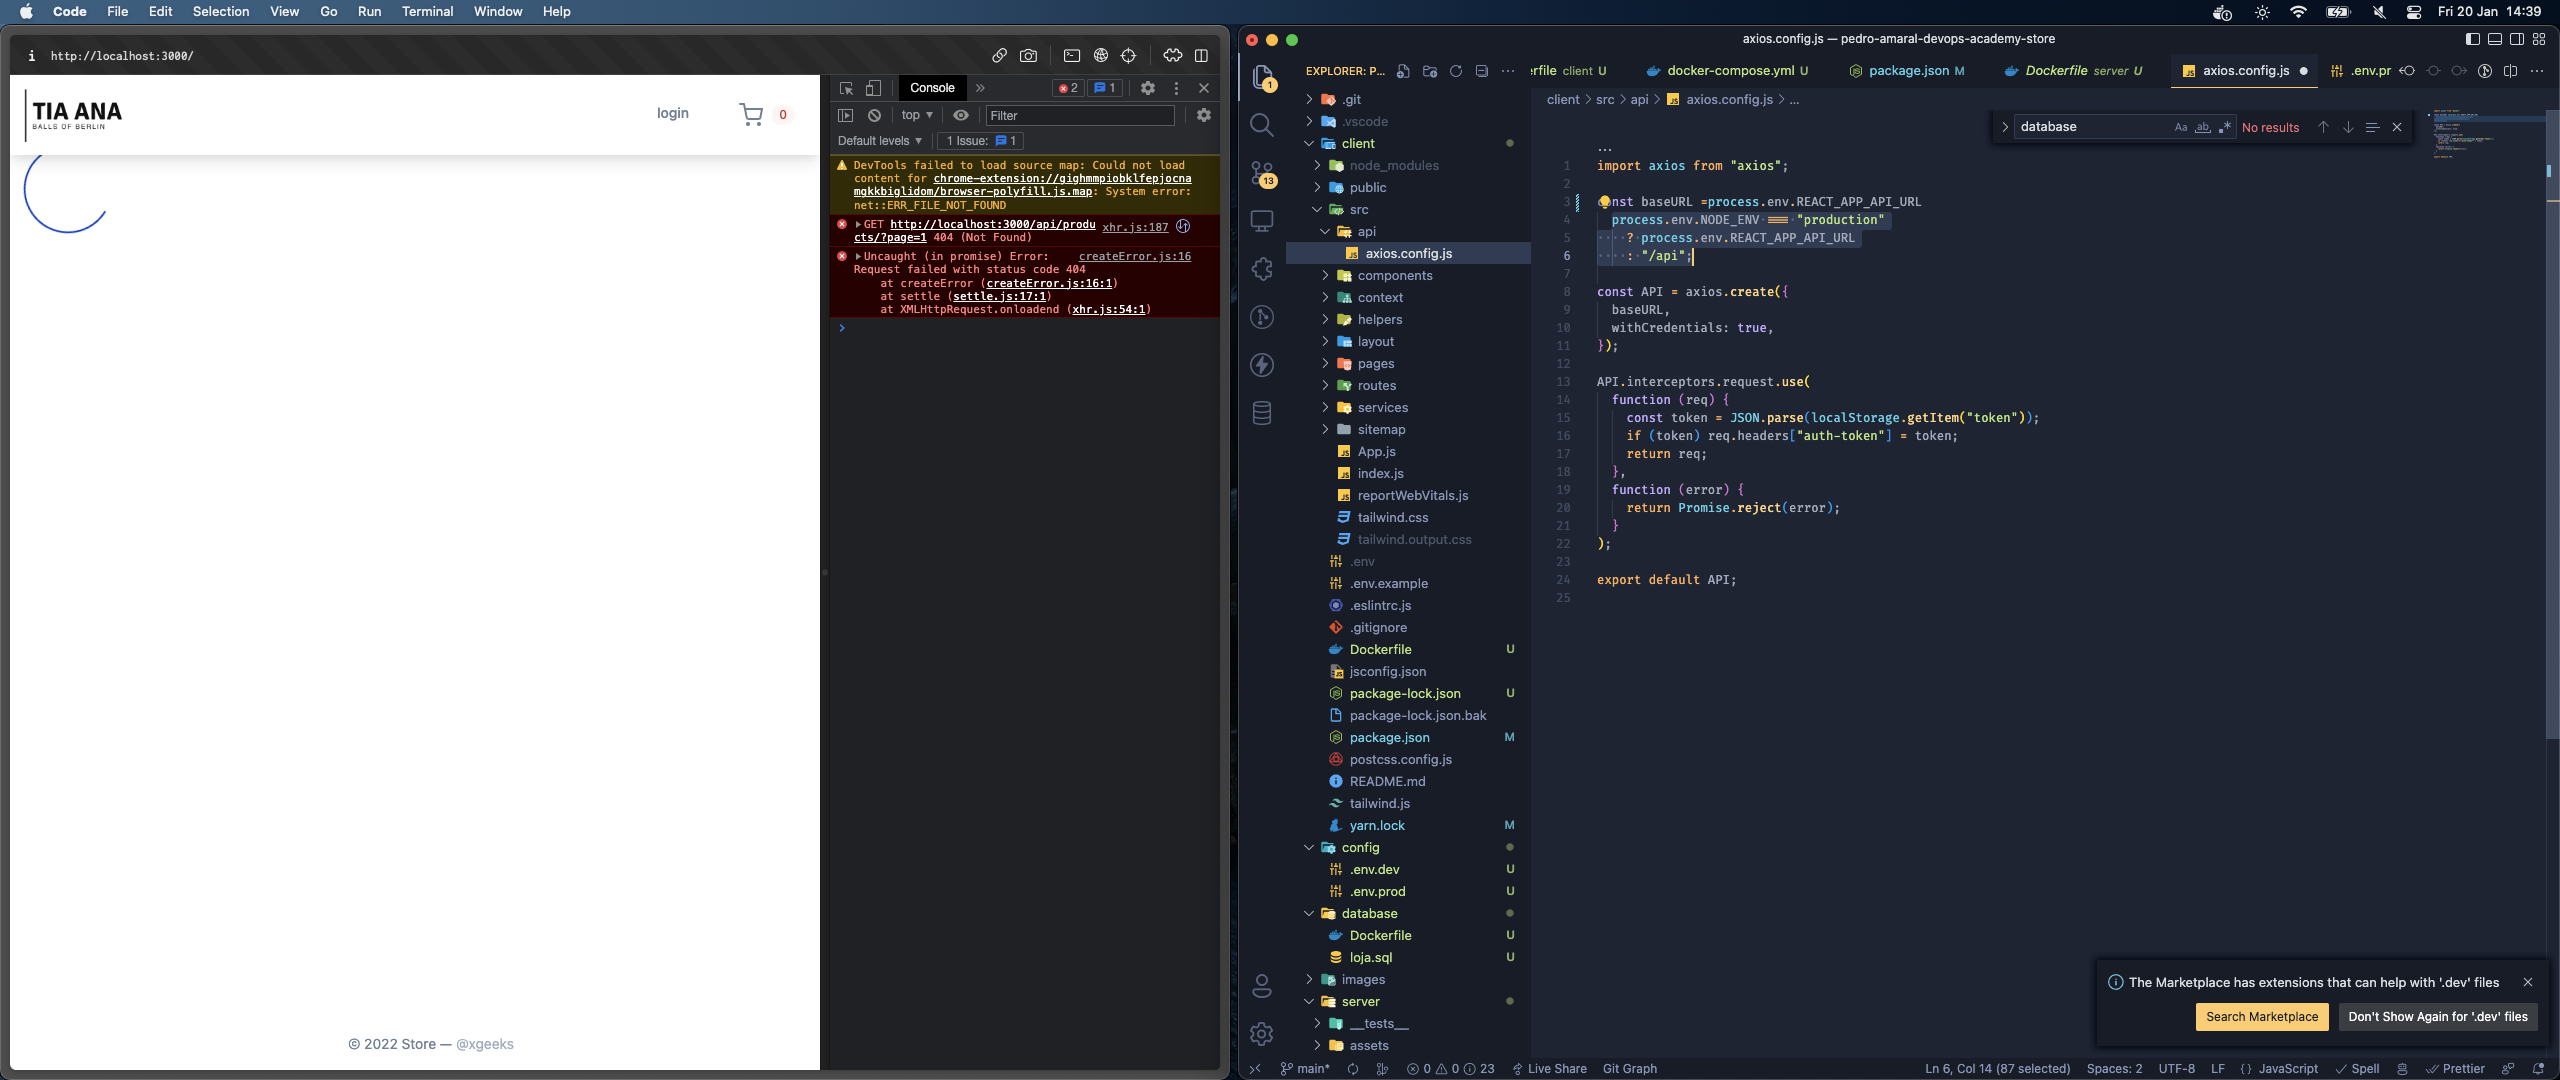 Code File Edit Selection View Go Run Terminal Window Help
Fri 20 Jan 14:39
i http://localhost:3000/
TIA ANA
BALLS OF BERLIN
login
0
© 2022 Store — @xgeeks
Console
2
1
top
Filter
Default levels
1 Issue: 1
DevTools failed to load source map: Could not load
content for chrome-extension://gighmmpiobklfepjocna
mgkkbiglidom/browser-polyfill.js.map: System error:
net::ERR_FILE_NOT_FOUND
GET http://localhost:3000/api/produ xhr.js:187
cts/?page=1 404 (Not Found)
Uncaught (in promise) Error: createError.js:16
Request failed with status code 404
at createError (createError.js:16:1)
at settle (settle.js:17:1)
at XMLHttpRequest.onloadend (xhr.js:54:1)
axios.config.js — pedro-amaral-devops-academy-store
1
13
EXPLORER: P...
.git
.vscode
client
node_modules
public
src
api
axios.config.js
components
context
helpers
layout
pages
routes
services
sitemap
App.js
index.js
reportWebVitals.js
tailwind.css
tailwind.output.css
.env
.env.example
.eslintrc.js
.gitignore
Dockerfile U
jsconfig.json
package-lock.json U
package-lock.json.bak
package.json M
postcss.config.js
README.md
tailwind.js
yarn.lock M
config
.env.dev U
.env.prod U
database
Dockerfile U
loja.sql U
images
server
__tests__
assets
erfile client U
docker-compose.yml U
package.json M
Dockerfile server U
axios.config.js
.env.pr
client > src > api > axios.config.js > ...
database
Aa ab .*
No results
...
1 import axios from "axios";
2
3 const baseURL =process.env.REACT_APP_API_URL
4 process.env.NODE_ENV === "production"
5 ? process.env.REACT_APP_API_URL
6 : "/api";
7
8 const API = axios.create({
9 baseURL,
10 withCredentials: true,
11 });
12
13 API.interceptors.request.use(
14 function (req) {
15 const token = JSON.parse(localStorage.getItem("token"));
16 if (token) req.headers["auth-token"] = token;
17 return req;
18 },
19 function (error) {
20 return Promise.reject(error);
21 }
22 );
23
24 export default API;
25
The Marketplace has extensions that can help with '.dev' files
Search Marketplace
Don't Show Again for '.dev' files
main* 0 0 23 Live Share Git Graph
Ln 6, Col 14 (87 selected) Spaces: 2 UTF-8 LF {} JavaScript Spell Prettier